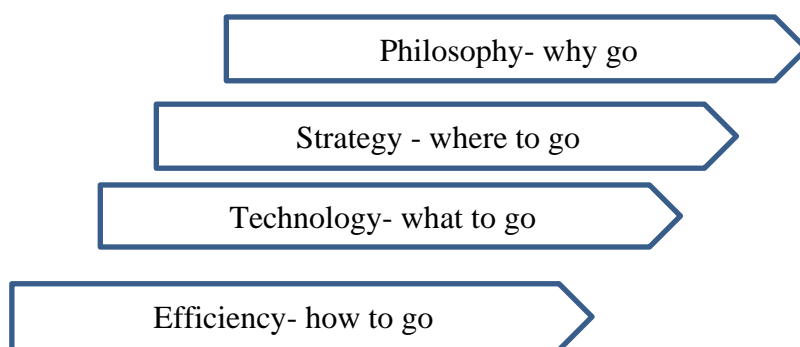 Philosophy- why go
Strategy - where to go
Technology- what to go
Efficiency- how to go